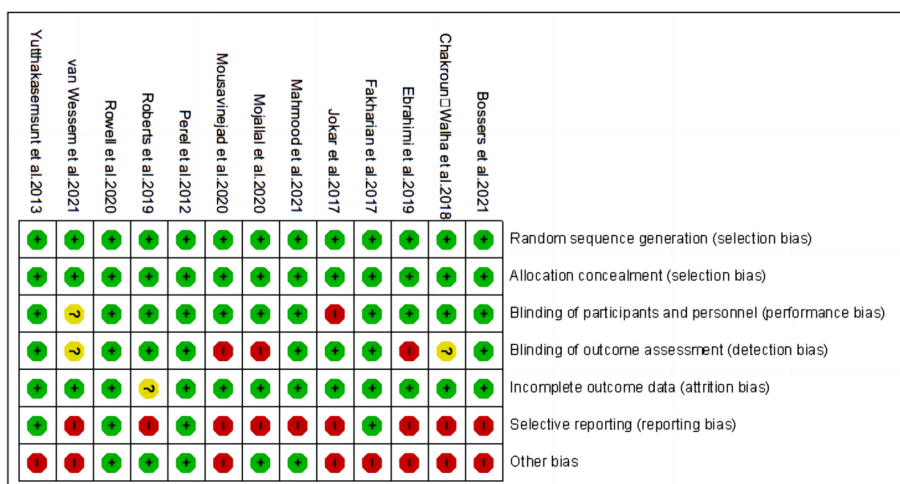 Yutthakasemsunt et al.2013
van Wessem et al.2021
Rowell et al.2020
Roberts et al.2019
Perel et al.2012
Mousavinejad et al.2020
Mojallal et al.2020
Mahmood et al.2021
Jokar et al.2017
Fakharian et al.2017
Ebrahimi et al.2019
Chakroun□Walha et al.2018
Bossers et al.2021
+ + + + + + + + + + + + + Random sequence generation (selection bias)
+ + + + + + + + + + + + + Allocation concealment (selection bias)
+ ? + + + + + + - + + + + Blinding of participants and personnel (performance bias)
+ ? + + + - - + + + - ? + Blinding of outcome assessment (detection bias)
+ + + ? + + + + + + + + + Incomplete outcome data (attrition bias)
+ - + - + - - - - + - - - Selective reporting (reporting bias)
- - + + + - + + - - - - - Other bias